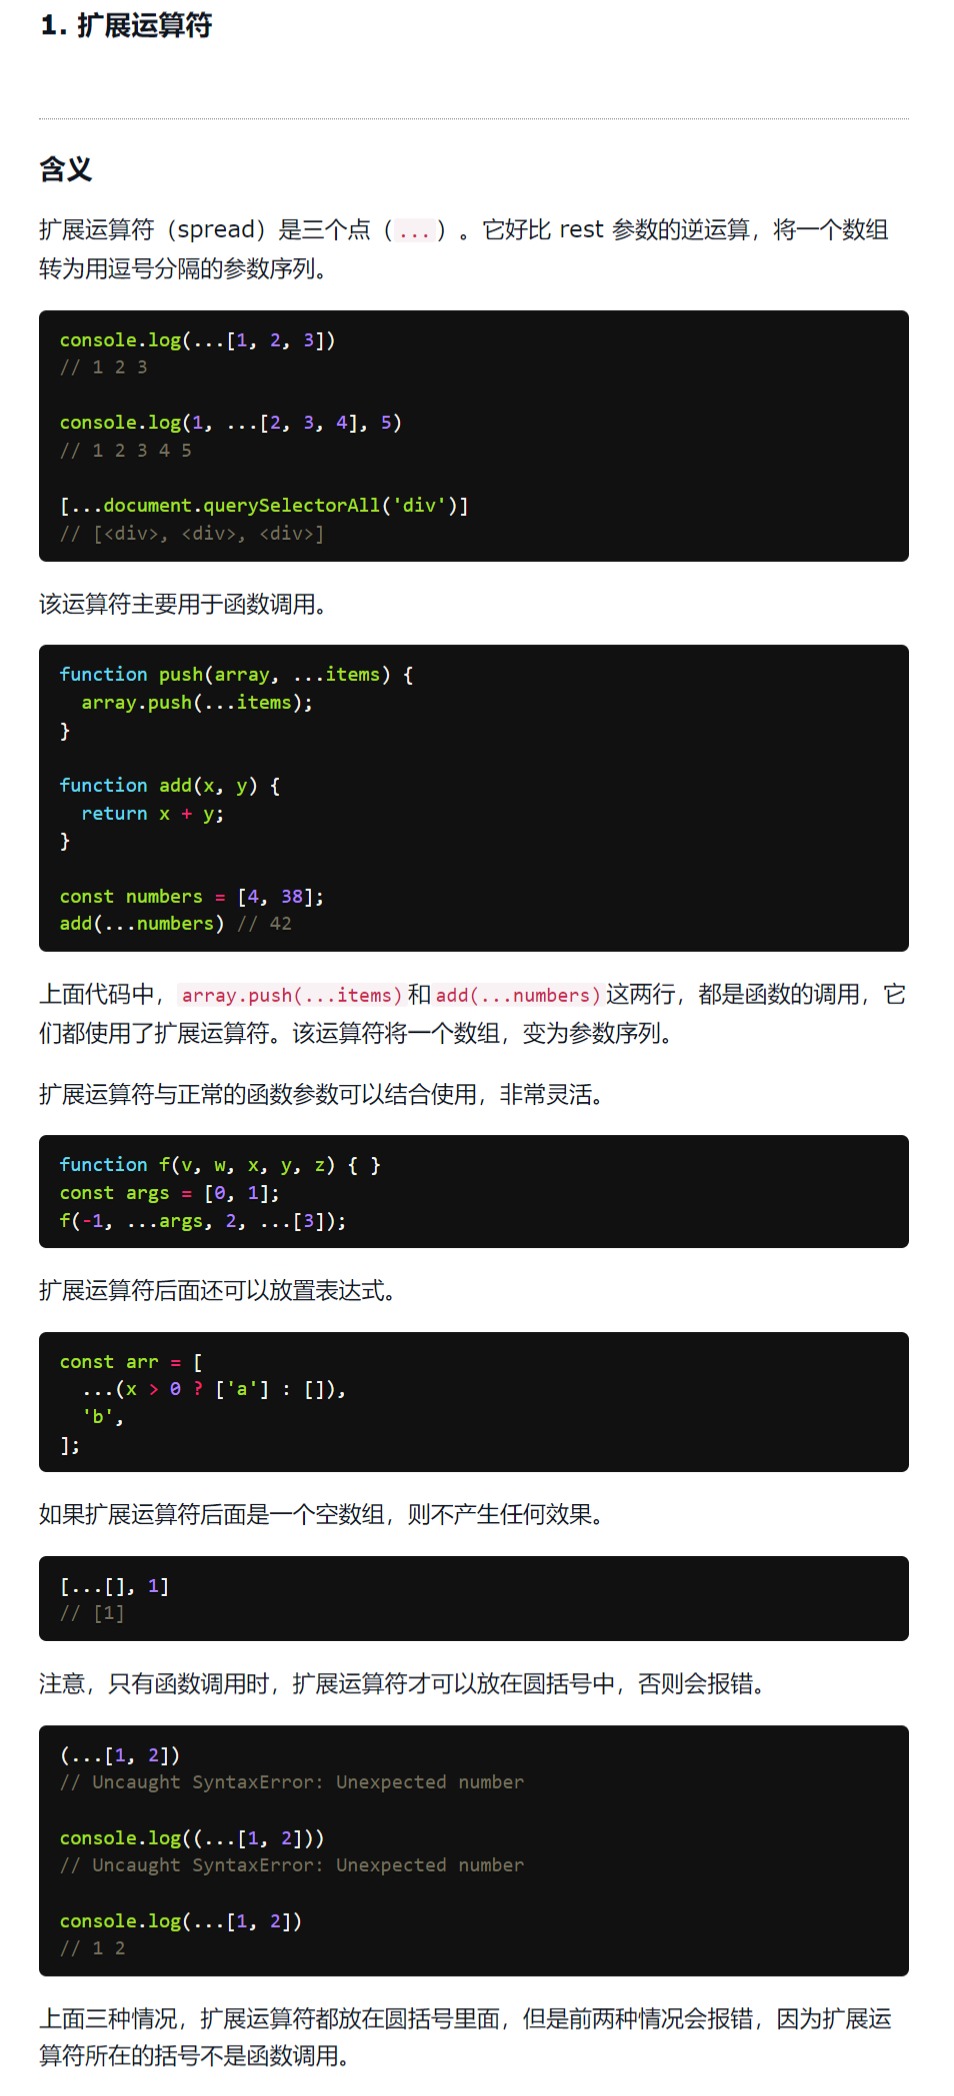 1. 扩展运算符
含义
扩展运算符（spread）是三个点（...）。它好比 rest 参数的逆运算，将一个数组
转为用逗号分隔的参数序列。
console.log(...[1, 2, 3])
// 1 2 3
console.log(1, ...[2, 3, 4], 5)
// 1 2 3 4 5
[...document.querySelectorAll('div')]
// [<div>, <div>, <div>]
该运算符主要用于函数调用。
function push(array, ...items) {
  array.push(...items);
}
function add(x, y) {
  return x + y;
}
const numbers = [4, 38];
add(...numbers) // 42
上面代码中，array.push(...items)和add(...numbers)这两行，都是函数的调用，它
们都使用了扩展运算符。该运算符将一个数组，变为参数序列。
扩展运算符与正常的函数参数可以结合使用，非常灵活。
function f(v, w, x, y, z) { }
const args = [0, 1];
f(-1, ...args, 2, ...[3]);
扩展运算符后面还可以放置表达式。
const arr = [
  ...(x > 0 ? ['a'] : []),
  'b',
];
如果扩展运算符后面是一个空数组，则不产生任何效果。
[...[], 1]
// [1]
注意，只有函数调用时，扩展运算符才可以放在圆括号中，否则会报错。
(...[1, 2])
// Uncaught SyntaxError: Unexpected number
console.log((...[1, 2]))
// Uncaught SyntaxError: Unexpected number
console.log(...[1, 2])
// 1 2
上面三种情况，扩展运算符都放在圆括号里面，但是前两种情况会报错，因为扩展运
算符所在的括号不是函数调用。